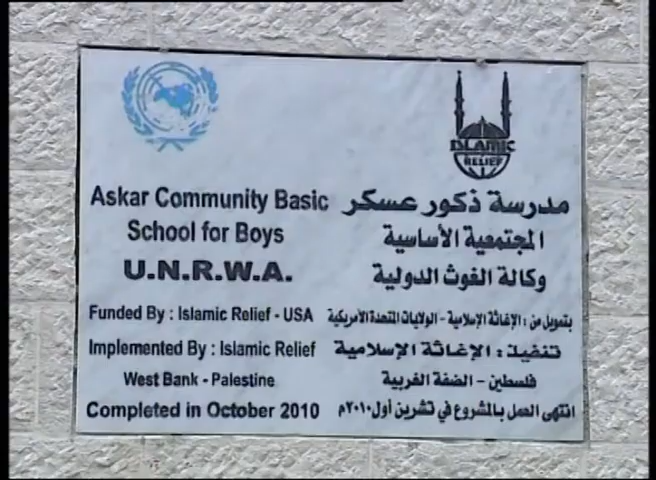 ISLAMIC
RELIEF
Askar Community Basic
School for Boys
U.N.R.W.A.
Funded By : Islamic Relief - USA
Implemented By : Islamic Relief
West Bank - Palestine
Completed in October 2010
مدرسة ذكور عسكر
المجتمعية الأساسية
وكالة الغوث الدولية
بتمويل من : الإغاثة الإسلامية - الولايات المتحدة الأمريكية
تنفيذ : الإغاثة الإسلامية
فلسطين - الضفة الغربية
انتهى العمل بالمشروع في تشرين أول ٢٠١٠م